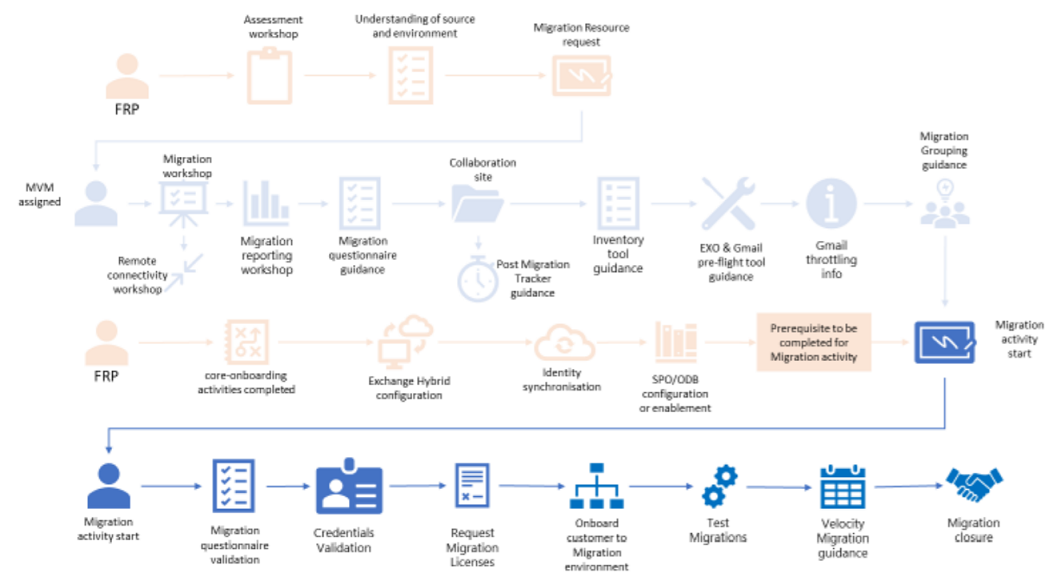 Assessment
workshop
Understanding of source
and environment
Migration Resource
request
FRP
MVM
assigned
Migration
workshop
Remote
connectivity
workshop
Migration
reporting
workshop
Migration
questionnaire
guidance
Collaboration
site
Post Migration
Tracker
guidance
Inventory
tool
guidance
EXO & Gmail
pre-flight tool
guidance
Gmail
throttling
info
Migration
Grouping
guidance
FRP
core-onboarding
activities completed
Exchange Hybrid
configuration
Identity
synchronisation
SPO/ODB
configuration
or enablement
Prerequisite to be
completed for
Migration activity
Migration
activity
start
Migration
activity start
Migration
questionnaire
validation
Credentials
Validation
Request
Migration
Licenses
Onboard
customer to
Migration
environment
Test
Migrations
Velocity
Migration
guidance
Migration
closure